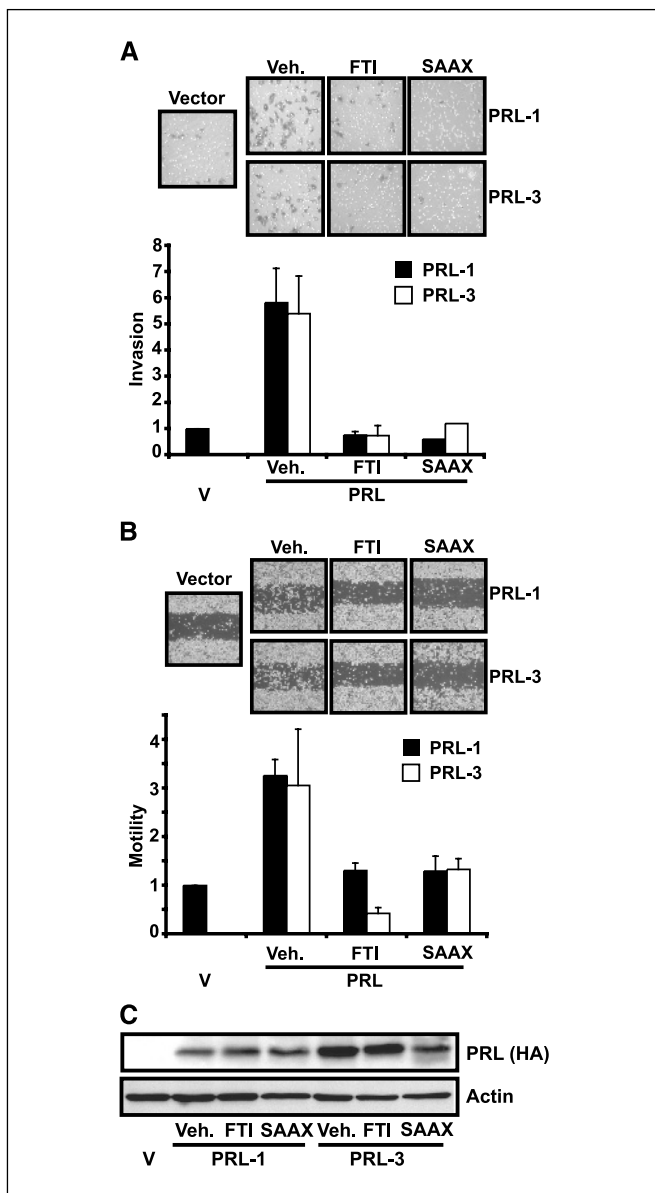 A
Veh. FTI SAAX
Vector
PRL-1
PRL-3
8
7
6
5
4
3
2
1
0
Invasion
PRL-1
PRL-3
Veh. FTI SAAX
V PRL
B
Veh. FTI SAAX
Vector
PRL-1
PRL-3
4
3
2
1
0
Motility
PRL-1
PRL-3
Veh. FTI SAAX
V PRL
C
PRL (HA)
Actin
Veh. FTI SAAX Veh. FTI SAAX
V PRL-1 PRL-3